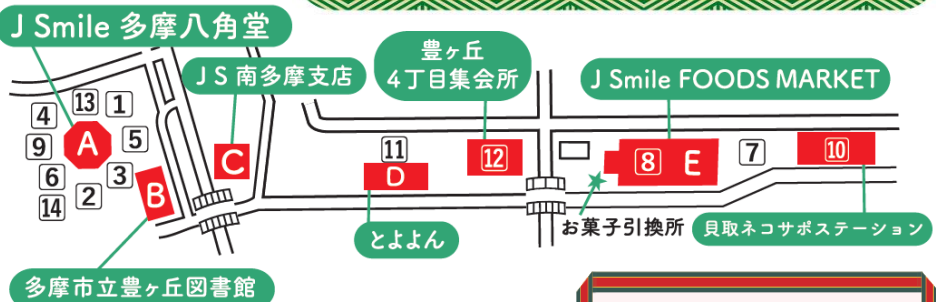 J Smile 多摩八角堂
JS南多摩支店
豊ヶ丘
4丁目集会所
J Smile FOODS MARKET
13
1
4
A
5
9
C
11
12
8
E
7
10
6
3
2
14
B
D
お菓子引換所
とよよん
貝取ネコサポステーション
多摩市立豊ヶ丘図書館